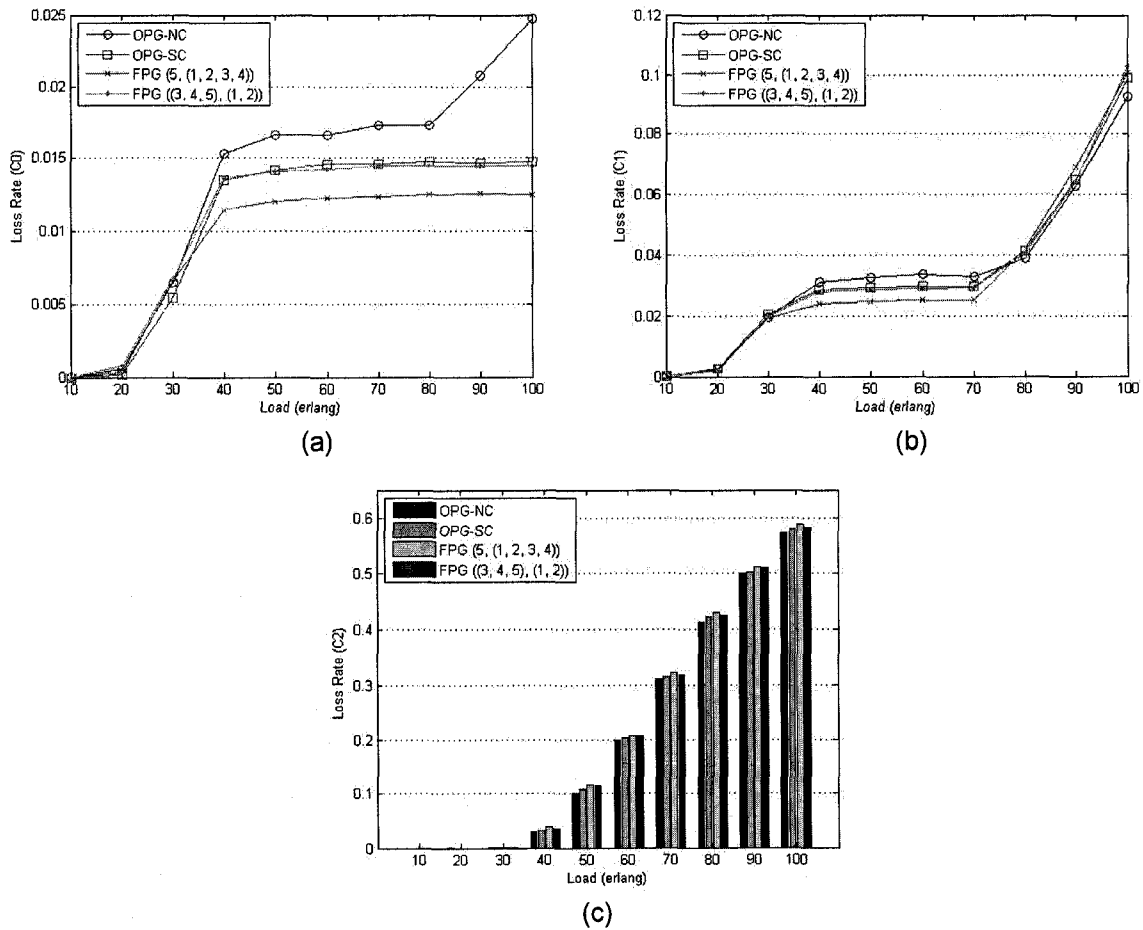 0.025
0.02
0.015
0.01
0.005
0
Loss Rate (C0)
OPG-NC
OPG-SC
FPG (5, (1, 2, 3, 4))
FPG ((3, 4, 5), (1, 2))
10 20 30 40 50 60 70 80 90 100
Load (erlang)
(a)
0.12
0.1
0.08
0.06
0.04
0.02
0
Loss Rate (C1)
OPG-NC
OPG-SC
FPG (5, (1, 2, 3, 4))
FPG ((3, 4, 5), (1, 2))
10 20 30 40 50 60 70 80 90 100
Load (erlang)
(b)
0.6
0.5
0.4
0.3
0.2
0.1
0
Loss Rate (C2)
OPG-NC
OPG-SC
FPG (5, (1, 2, 3, 4))
FPG ((3, 4, 5), (1, 2))
10 20 30 40 50 60 70 80 90 100
Load (erlang)
(c)